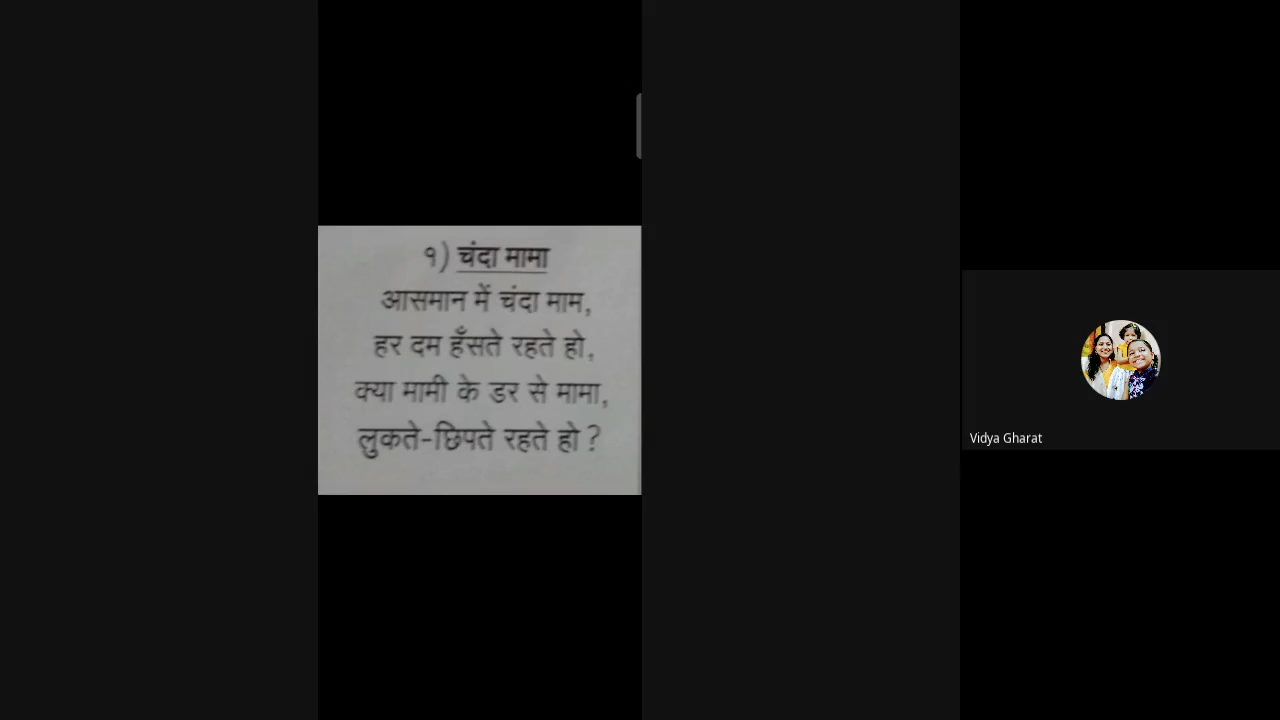 १) चंदा मामा
आसमान में चंदा माम,
हर दम हँसते रहते हो,
क्या मामी के डर से मामा,
लुकते-छिपते रहते हो ?
Vidya Gharat